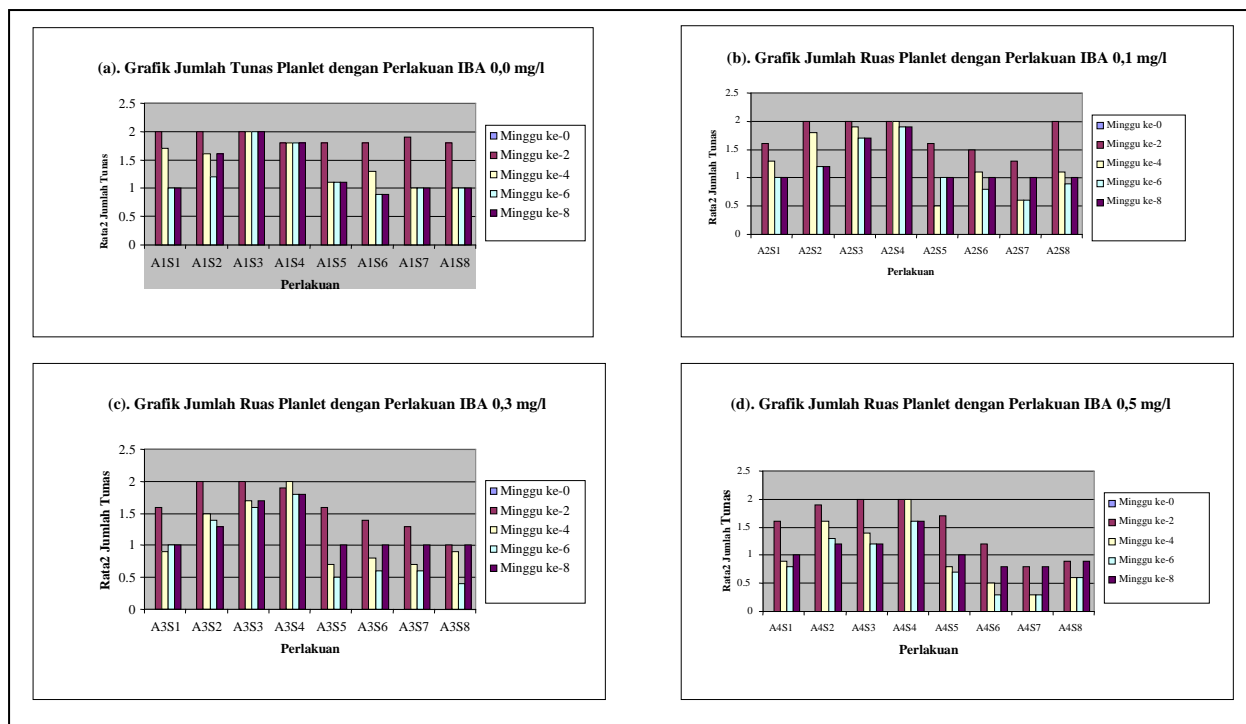 (a). Grafik Jumlah Tunas Planlet dengan Perlakuan IBA 0,0 mg/l
Rata2 Jumlah Tunas
2.5
2
1.5
1
0.5
0
A1S1 A1S2 A1S3 A1S4 A1S5 A1S6 A1S7 A1S8
Perlakuan
Minggu ke-0
Minggu ke-2
Minggu ke-4
Minggu ke-6
Minggu ke-8
(b). Grafik Jumlah Ruas Planlet dengan Perlakuan IBA 0,1 mg/l
Rata2 Jumlah Tunas
2.5
2
1.5
1
0.5
0
A2S1 A2S2 A2S3 A2S4 A2S5 A2S6 A2S7 A2S8
Perlakuan
Minggu ke-0
Minggu ke-2
Minggu ke-4
Minggu ke-6
Minggu ke-8
(c). Grafik Jumlah Ruas Planlet dengan Perlakuan IBA 0,3 mg/l
Rata2 Jumlah Tunas
2.5
2
1.5
1
0.5
0
A3S1 A3S2 A3S3 A3S4 A3S5 A3S6 A3S7 A3S8
Perlakuan
Minggu ke-0
Minggu ke-2
Minggu ke-4
Minggu ke-6
Minggu ke-8
(d). Grafik Jumlah Ruas Planlet dengan Perlakuan IBA 0,5 mg/l
Rata2 Jumlah Tunas
2.5
2
1.5
1
0.5
0
A4S1 A4S2 A4S3 A4S4 A4S5 A4S6 A4S7 A4S8
Perlakuan
Minggu ke-0
Minggu ke-2
Minggu ke-4
Minggu ke-6
Minggu ke-8